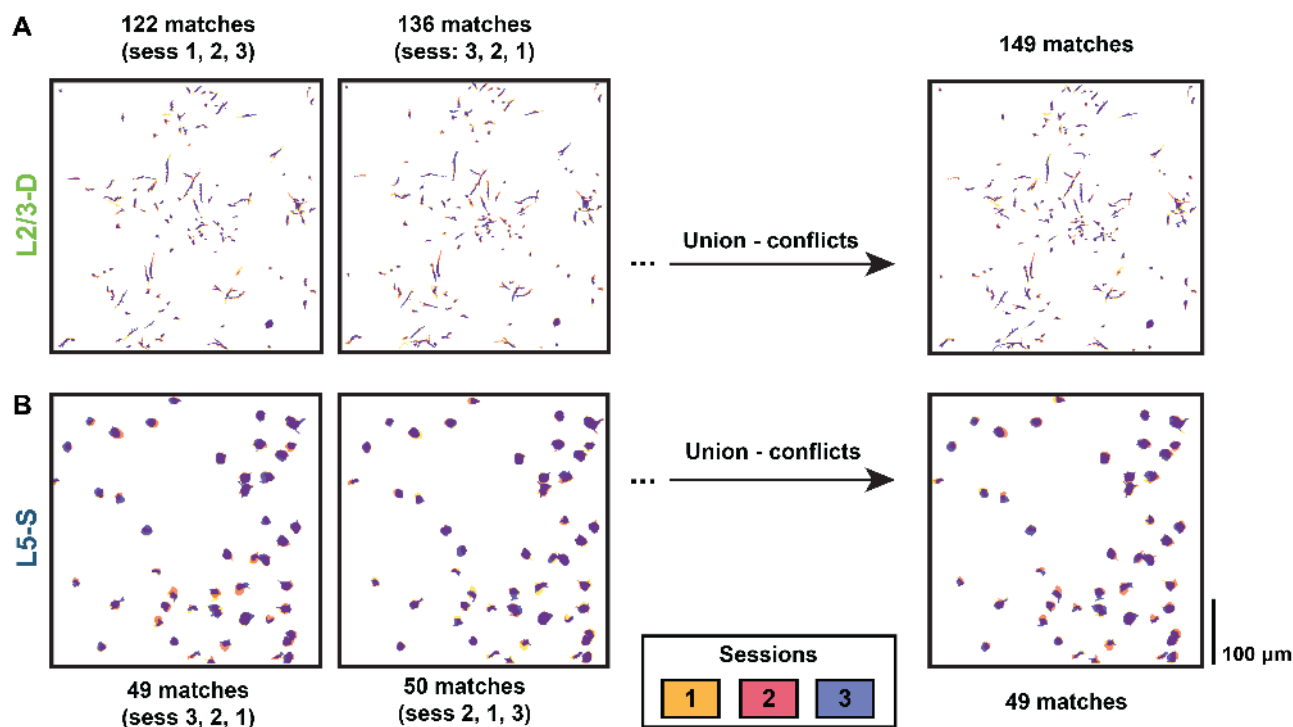 A
122 matches
(sess 1, 2, 3)
136 matches
(sess: 3, 2, 1)
149 matches
L2/3-D
...
Union - conflicts
B
L5-S
...
Union - conflicts
49 matches
(sess 3, 2, 1)
50 matches
(sess 2, 1, 3)
Sessions
1 2 3
100 µm
49 matches